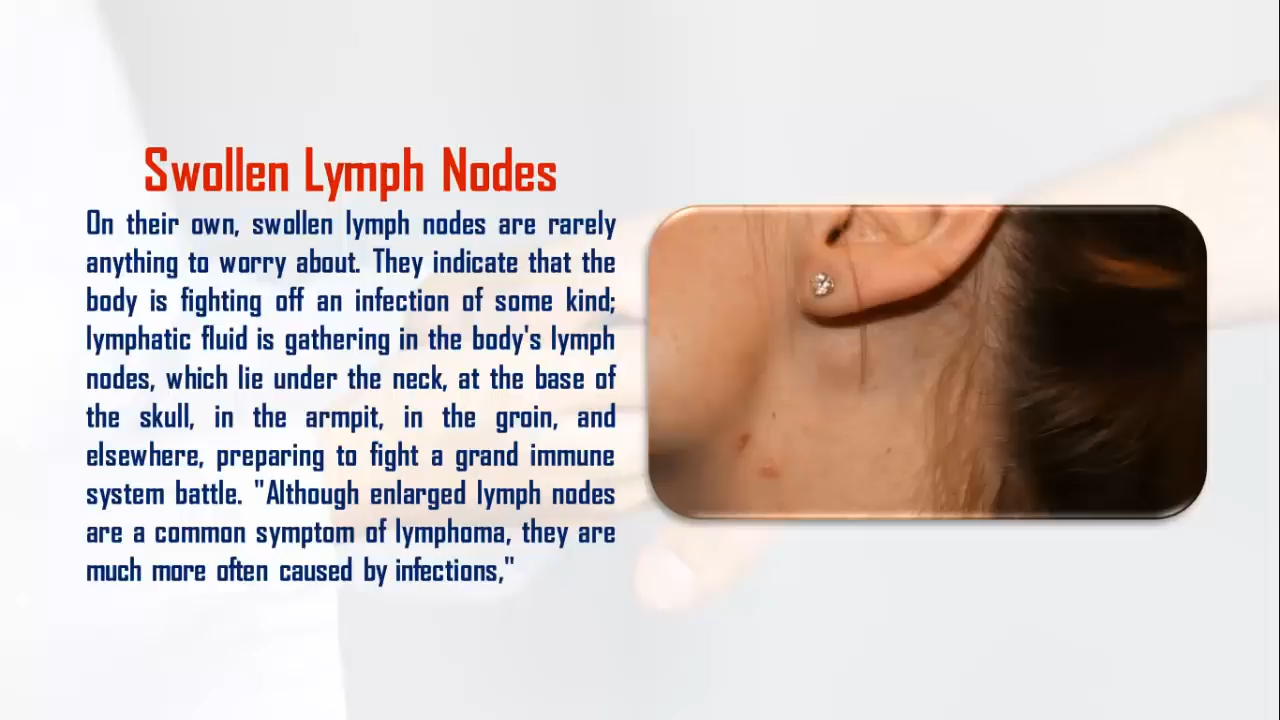 Swollen Lymph Nodes
On their own, swollen lymph nodes are rarely
anything to worry about. They indicate that the
body is fighting off an infection of some kind;
lymphatic fluid is gathering in the body's lymph
nodes, which lie under the neck, at the base of
the skull, in the armpit, in the groin, and
elsewhere, preparing to fight a grand immune
system battle. "Although enlarged lymph nodes
are a common symptom of lymphoma, they are
much more often caused by infections,"